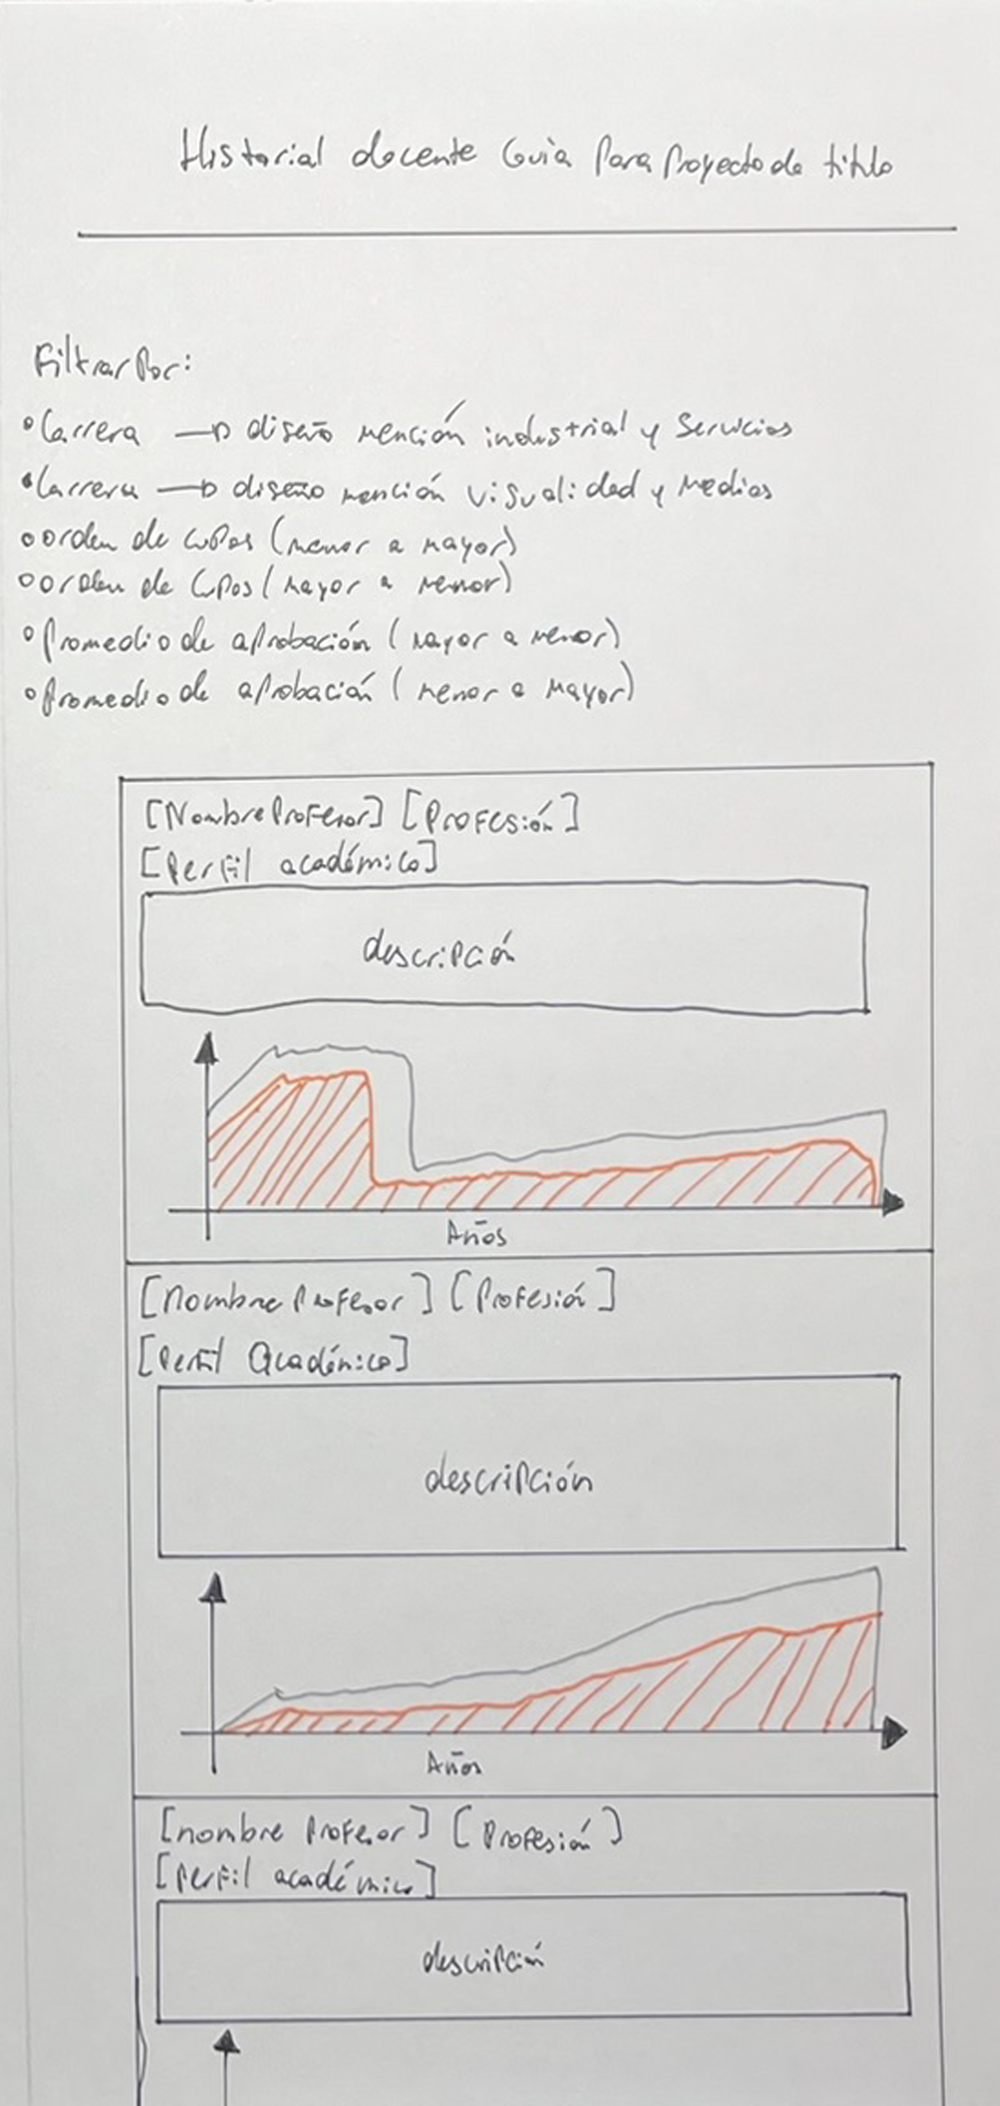 Historial docente Guía Para Proyecto de título
Filtrar Por:
• Carrera → diseño mención industrial y Servicios
• Carrera → diseño mención visualidad y Medios
• orden de cupos (menor a mayor)
• orden de cupos (mayor a menor)
• Promedio de aprobación (mayor a menor)
• Promedio de aprobación (menor a Mayor)
[Nombre Profesor] [Profesión]
[Perfil académico]
descripción
Años
[nombre Profesor] [Profesión]
[Perfil Académico]
descripción
Años
[nombre Profesor] [Profesión]
[Perfil académico]
descripción